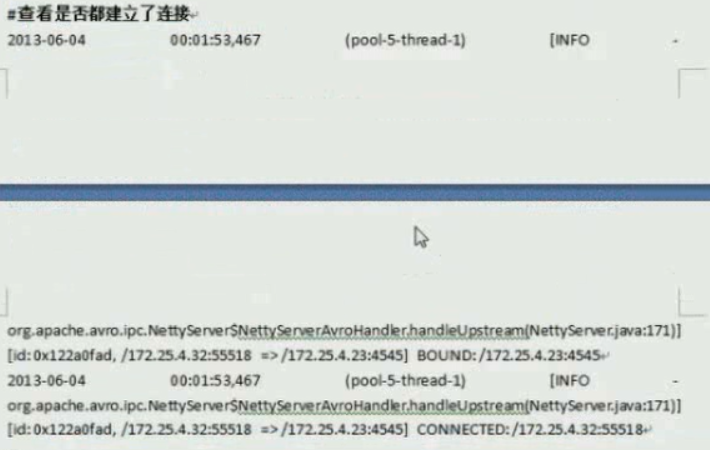 #查看是否都建立了连接
2013-06-04 00:01:53,467 (pool-5-thread-1) [INFO -
org.apache.avro.ipc.NettyServer$NettyServerAvroHandler.handleUpstream(NettyServer.java:171)]
[id: 0x122a0fad, /172.25.4.32:55518 => /172.25.4.23:4545] BOUND: /172.25.4.23:4545
2013-06-04 00:01:53,467 (pool-5-thread-1) [INFO -
org.apache.avro.ipc.NettyServer$NettyServerAvroHandler.handleUpstream(NettyServer.java:171)]
[id: 0x122a0fad, /172.25.4.32:55518 => /172.25.4.23:4545] CONNECTED: /172.25.4.32:55518